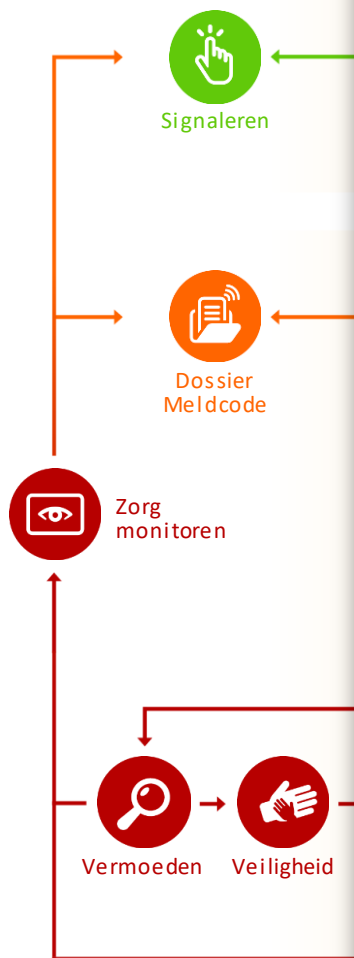 Signaleren
Dossier
Meldcode
Zorg
monitoren
Vermoeden
Veiligheid